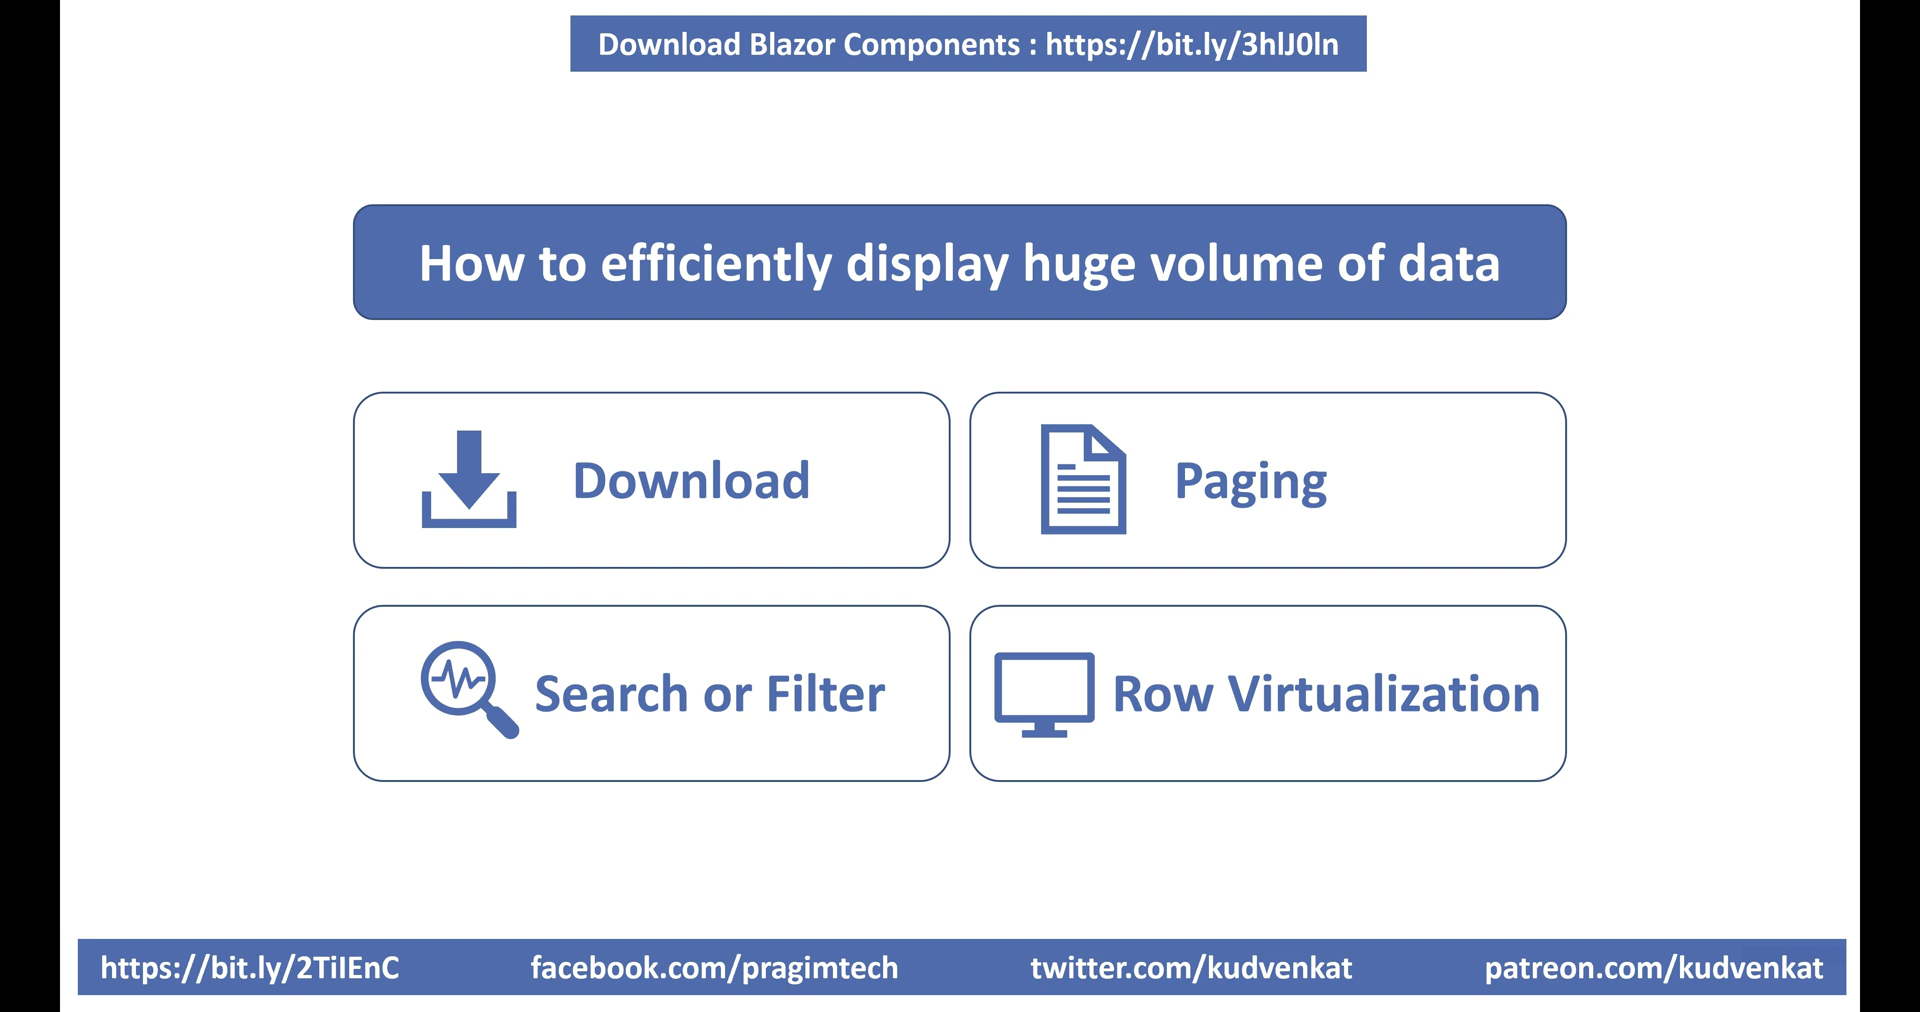 Download Blazor Components : https://bit.ly/3hlJ0ln
How to efficiently display huge volume of data
Download
Paging
Search or Filter
Row Virtualization
https://bit.ly/2TiIEnC
facebook.com/pragimtech
twitter.com/kudvenkat
patreon.com/kudvenkat